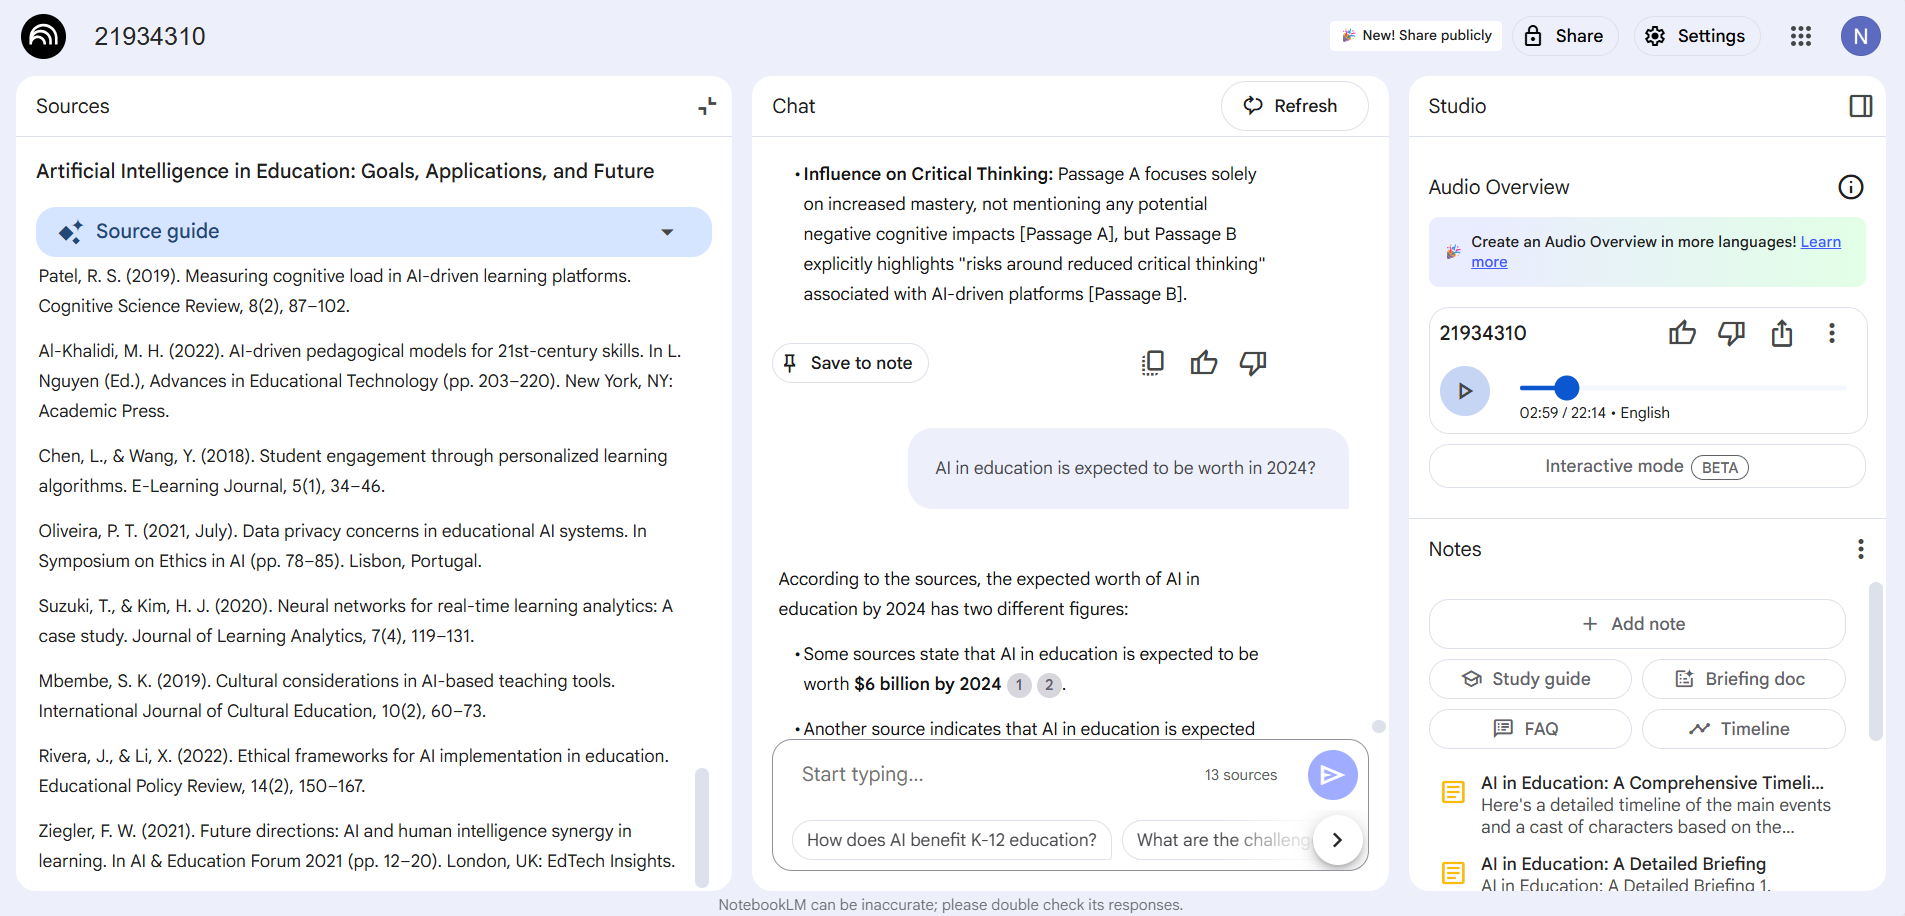 21934310
New! Share publicly
Share
Settings
N
Sources
Artificial Intelligence in Education: Goals, Applications, and Future
Source guide
Patel, R. S. (2019). Measuring cognitive load in AI-driven learning platforms.
Cognitive Science Review, 8(2), 87–102.
Al-Khalidi, M. H. (2022). AI-driven pedagogical models for 21st-century skills. In L.
Nguyen (Ed.), Advances in Educational Technology (pp. 203–220). New York, NY:
Academic Press.
Chen, L., & Wang, Y. (2018). Student engagement through personalized learning
algorithms. E-Learning Journal, 5(1), 34–46.
Oliveira, P. T. (2021, July). Data privacy concerns in educational AI systems. In
Symposium on Ethics in AI (pp. 78–85). Lisbon, Portugal.
Suzuki, T., & Kim, H. J. (2020). Neural networks for real-time learning analytics: A
case study. Journal of Learning Analytics, 7(4), 119–131.
Mbembe, S. K. (2019). Cultural considerations in AI-based teaching tools.
International Journal of Cultural Education, 10(2), 60–73.
Rivera, J., & Li, X. (2022). Ethical frameworks for AI implementation in education.
Educational Policy Review, 14(2), 150–167.
Ziegler, F. W. (2021). Future directions: AI and human intelligence synergy in
learning. In AI & Education Forum 2021 (pp. 12–20). London, UK: EdTech Insights.
Chat
Refresh
• Influence on Critical Thinking: Passage A focuses solely
on increased mastery, not mentioning any potential
negative cognitive impacts [Passage A], but Passage B
explicitly highlights "risks around reduced critical thinking"
associated with AI-driven platforms [Passage B].
Save to note
AI in education is expected to be worth in 2024?
According to the sources, the expected worth of AI in
education by 2024 has two different figures:
• Some sources state that AI in education is expected to be
worth $6 billion by 2024 1 2.
• Another source indicates that AI in education is expected
Start typing...
13 sources
How does AI benefit K-12 education?
What are the challeng
Studio
Audio Overview
Create an Audio Overview in more languages! Learn
more
21934310
02:59 / 22:14 • English
Interactive mode BETA
Notes
Add note
Study guide
Briefing doc
FAQ
Timeline
AI in Education: A Comprehensive Timeli...
Here's a detailed timeline of the main events
and a cast of characters based on the...
AI in Education: A Detailed Briefing
AI in Education: A Detailed Briefing 1.
NotebookLM can be inaccurate; please double check its responses.